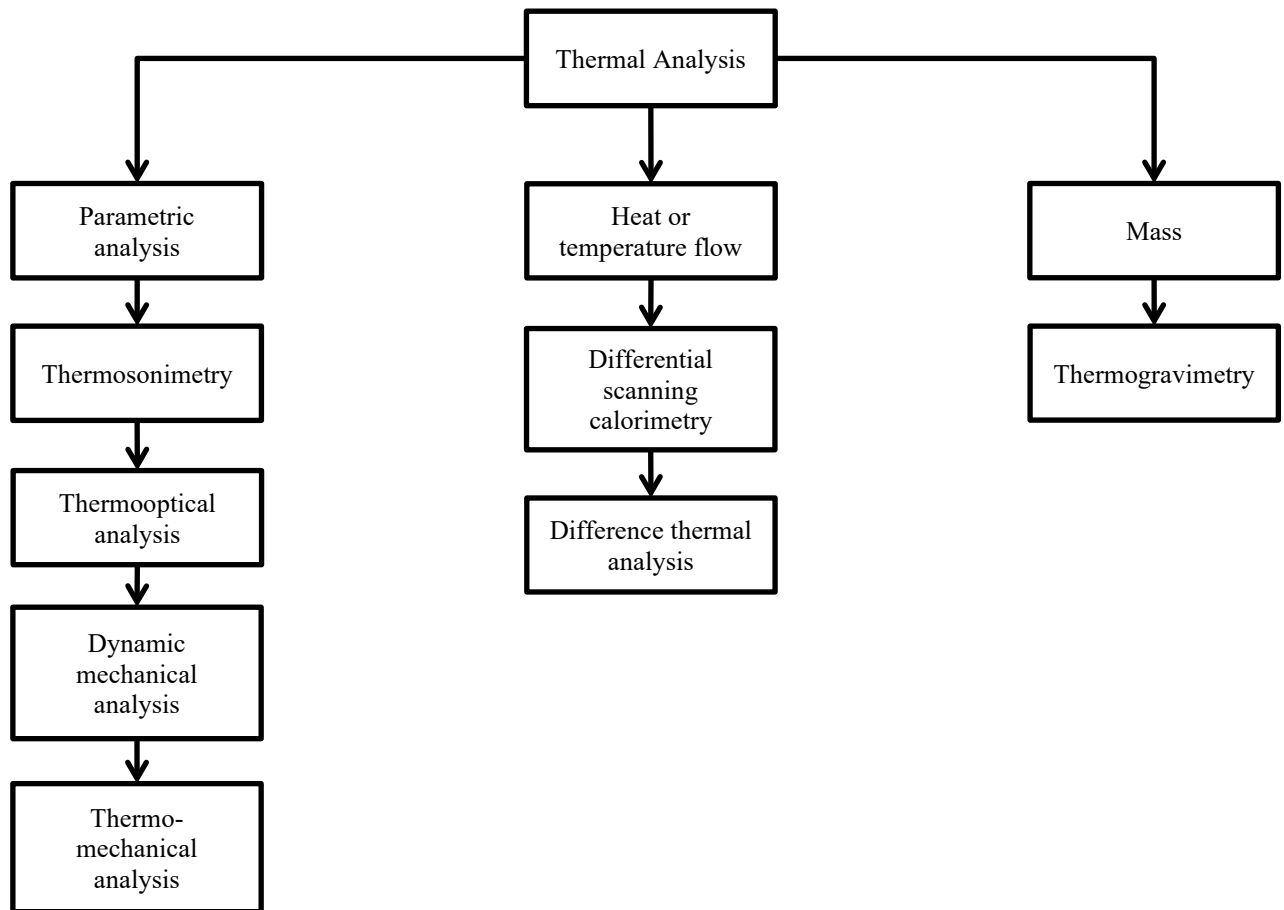 Thermal Analysis
Parametric
analysis
Heat or
temperature flow
Mass
Thermosonimetry
Differential
scanning
calorimetry
Thermogravimetry
Thermooptical
analysis
Difference thermal
analysis
Dynamic
mechanical
analysis
Thermo-
mechanical
analysis